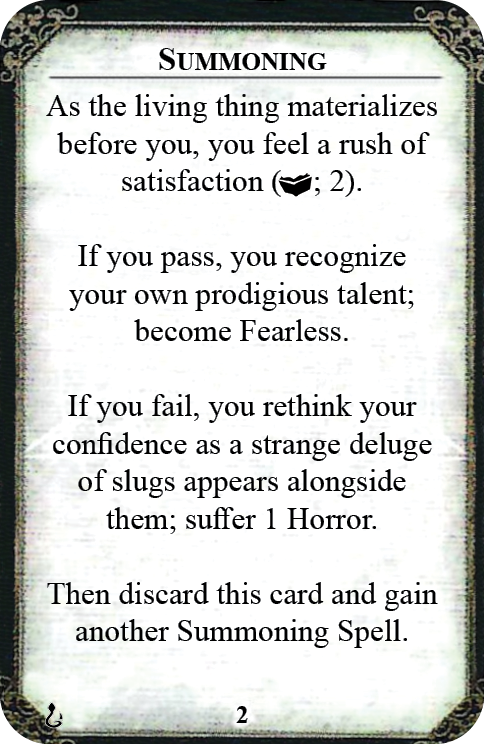 SUMMONING
As the living thing materializes
before you, you feel a rush of
satisfaction (; 2).
If you pass, you recognize
your own prodigious talent;
become Fearless.
If you fail, you rethink your
confidence as a strange deluge
of slugs appears alongside
them; suffer 1 Horror.
Then discard this card and gain
another Summoning Spell.
2